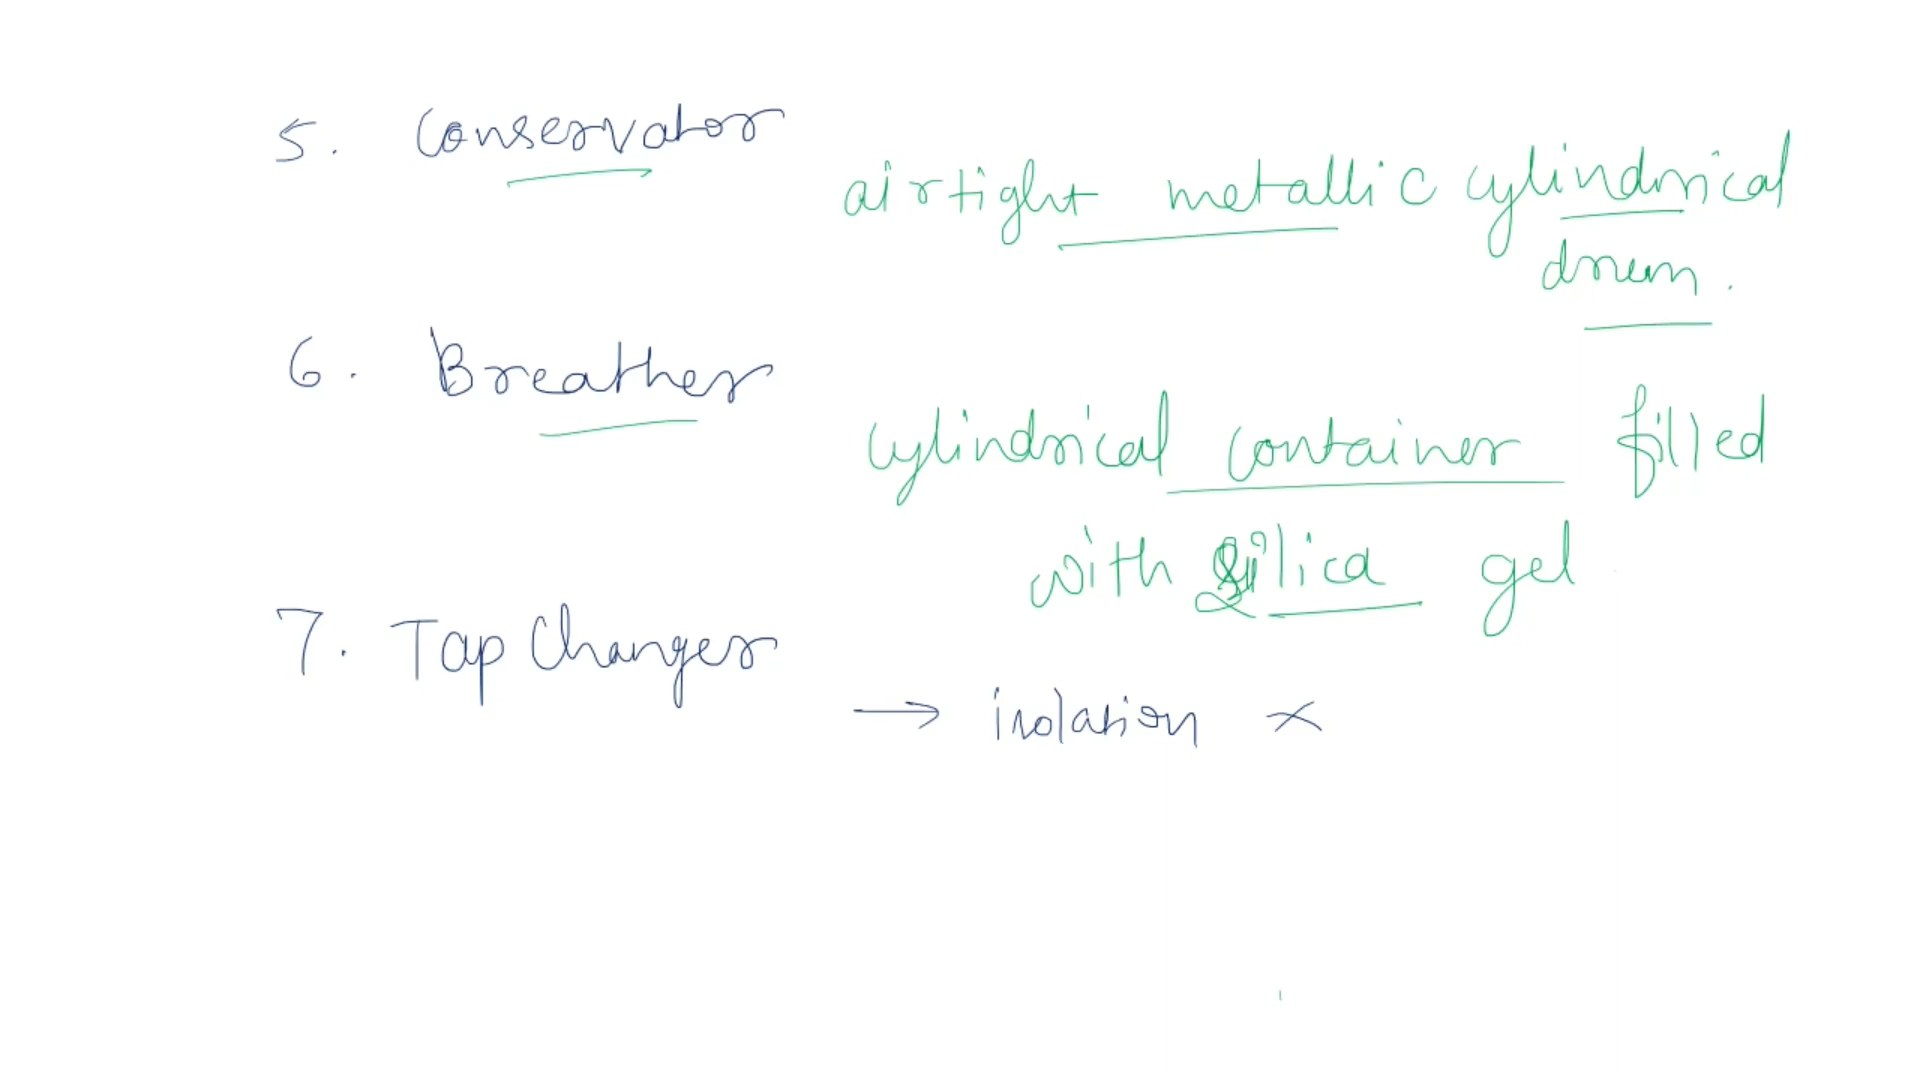 5. Conservator
airtight metallic cylindrical
drum.
6. Breather
cylindrical container filled
with silica gel
7. Tap Changer
→ isolation ×